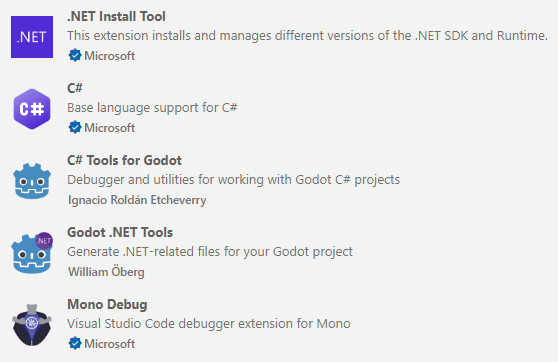 .NET Install Tool
.NET
This extension installs and manages different versions of the .NET SDK and Runtime.
Microsoft
C#
C#
Base language support for C#
Microsoft
C# Tools for Godot
Debugger and utilities for working with Godot C# projects
Ignacio Roldán Etcheverry
Godot .NET Tools
.NET
Generate .NET-related files for your Godot project
William Öberg
Mono Debug
Visual Studio Code debugger extension for Mono
Microsoft